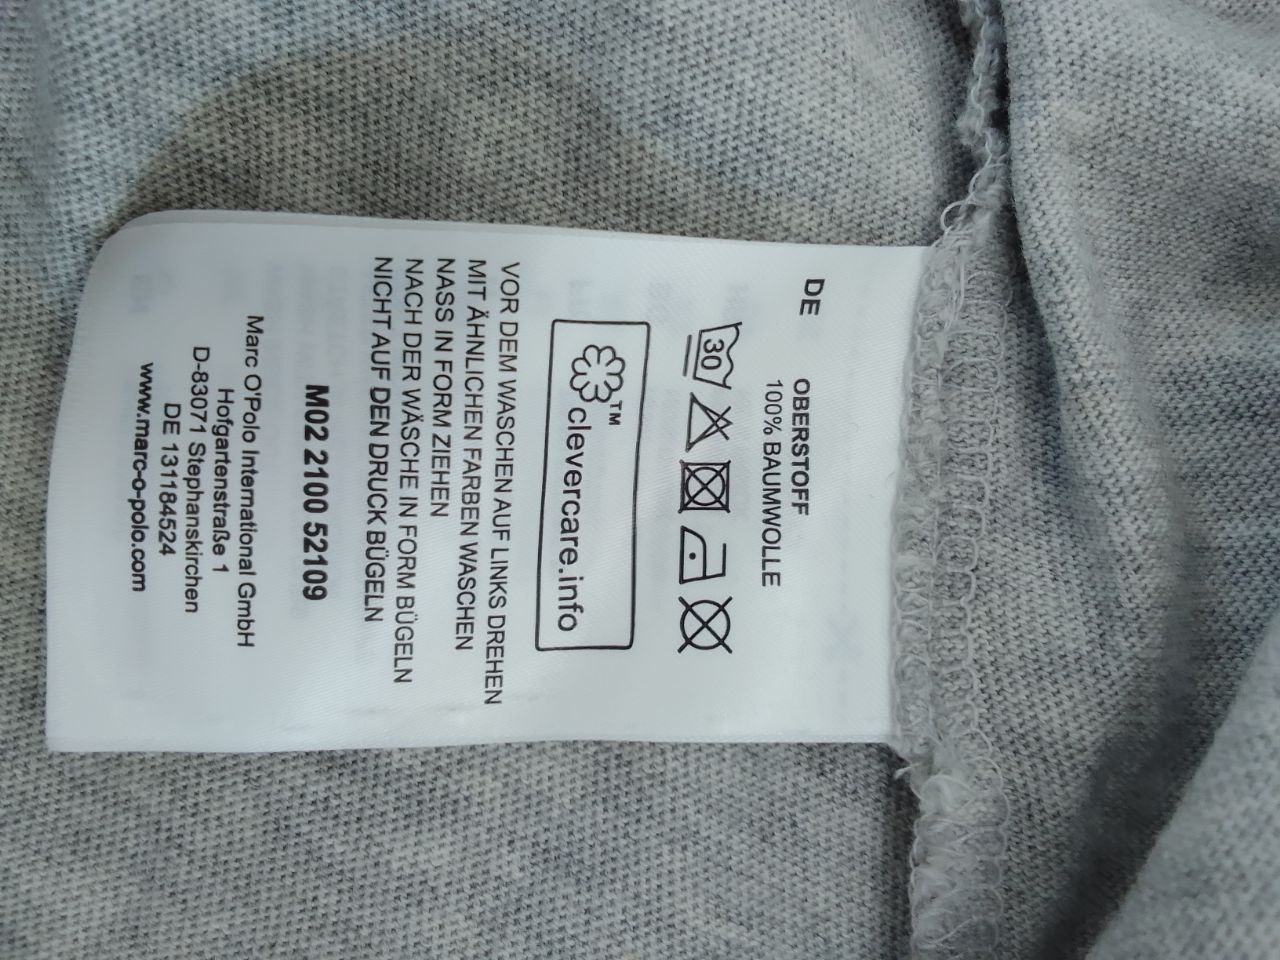 DE
OBERSTOFF
100% BAUMWOLLE
30
TM
clevercare.info
VOR DEM WASCHEN AUF LINKS DREHEN
MIT ÄHNLICHEN FARBEN WASCHEN
NASS IN FORM ZIEHEN
NACH DER WÄSCHE IN FORM BÜGELN
NICHT AUF DEN DRUCK BÜGELN
M02 2100 52109
Marc O'Polo International GmbH
Hofgartenstraße 1
D-83071 Stephanskirchen
DE 131184524
www.marc-o-polo.com